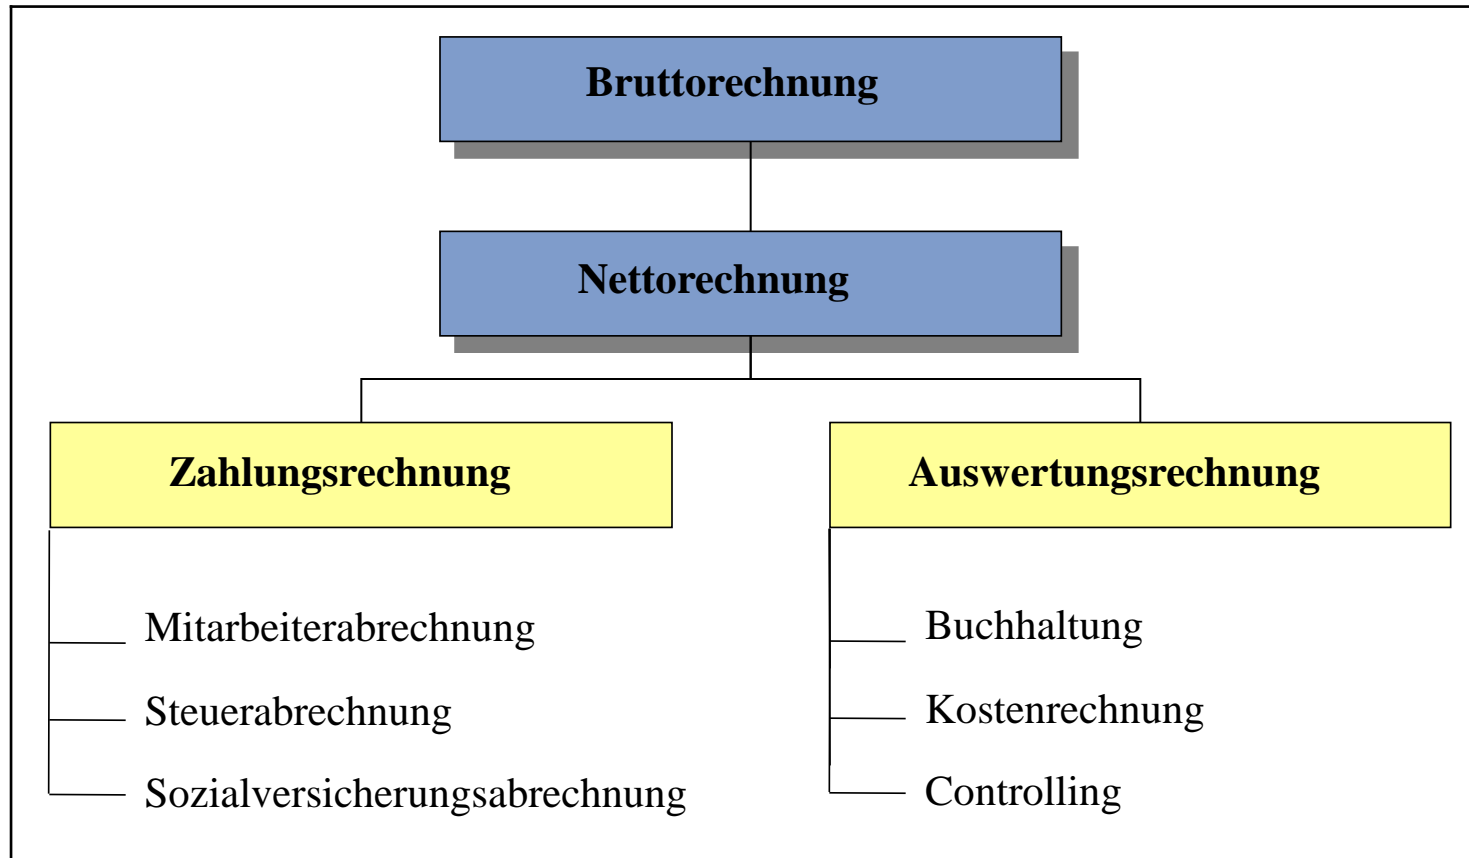 Bruttorechnung
Nettorechnung
Zahlungsrechnung
Mitarbeiterabrechnung
Steuerabrechnung
Sozialversicherungsabrechnung
Auswertungsrechnung
Buchhaltung
Kostenrechnung
Controlling